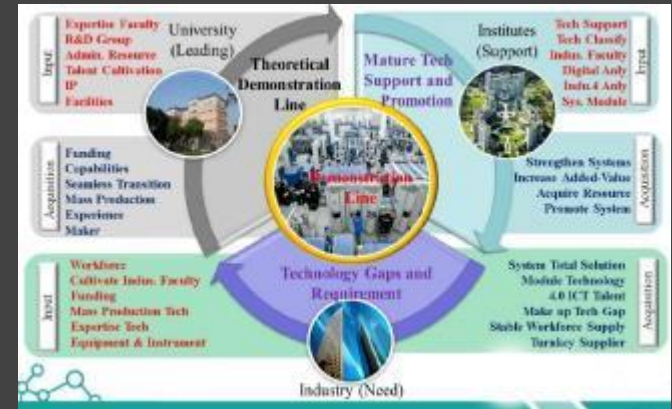 Input
Expertise Faculty
R&D Group
Admin. Resource
Talent Cultivation
IP
Facilities
University
(Leading)
Theoretical
Demonstration
Line
Mature Tech
Support and
Promotion
Institutes
(Support)
Tech Support
Tech Classify
Indus. Faculty
Digital Anly
Indu.4 Anly
Sys. Module
Input
Acquisition
Funding
Capabilities
Seamless Transition
Mass Production
Experience
Maker
Demonstration
Line
Strengthen Systems
Increase Added-Value
Acquire Resource
Promote System
Acquisition
Input
Workforce
Cultivate Indus. Faculty
Funding
Mass Production Tech
Expertise Tech
Equipment & Instrument
Technology Gaps and
Requirement
System Total Solution
Module Technology
4.0 ICT Talent
Make up Tech Gap
Stable Workforce Supply
Turnkey Supplier
Acquisition
Industry (Need)